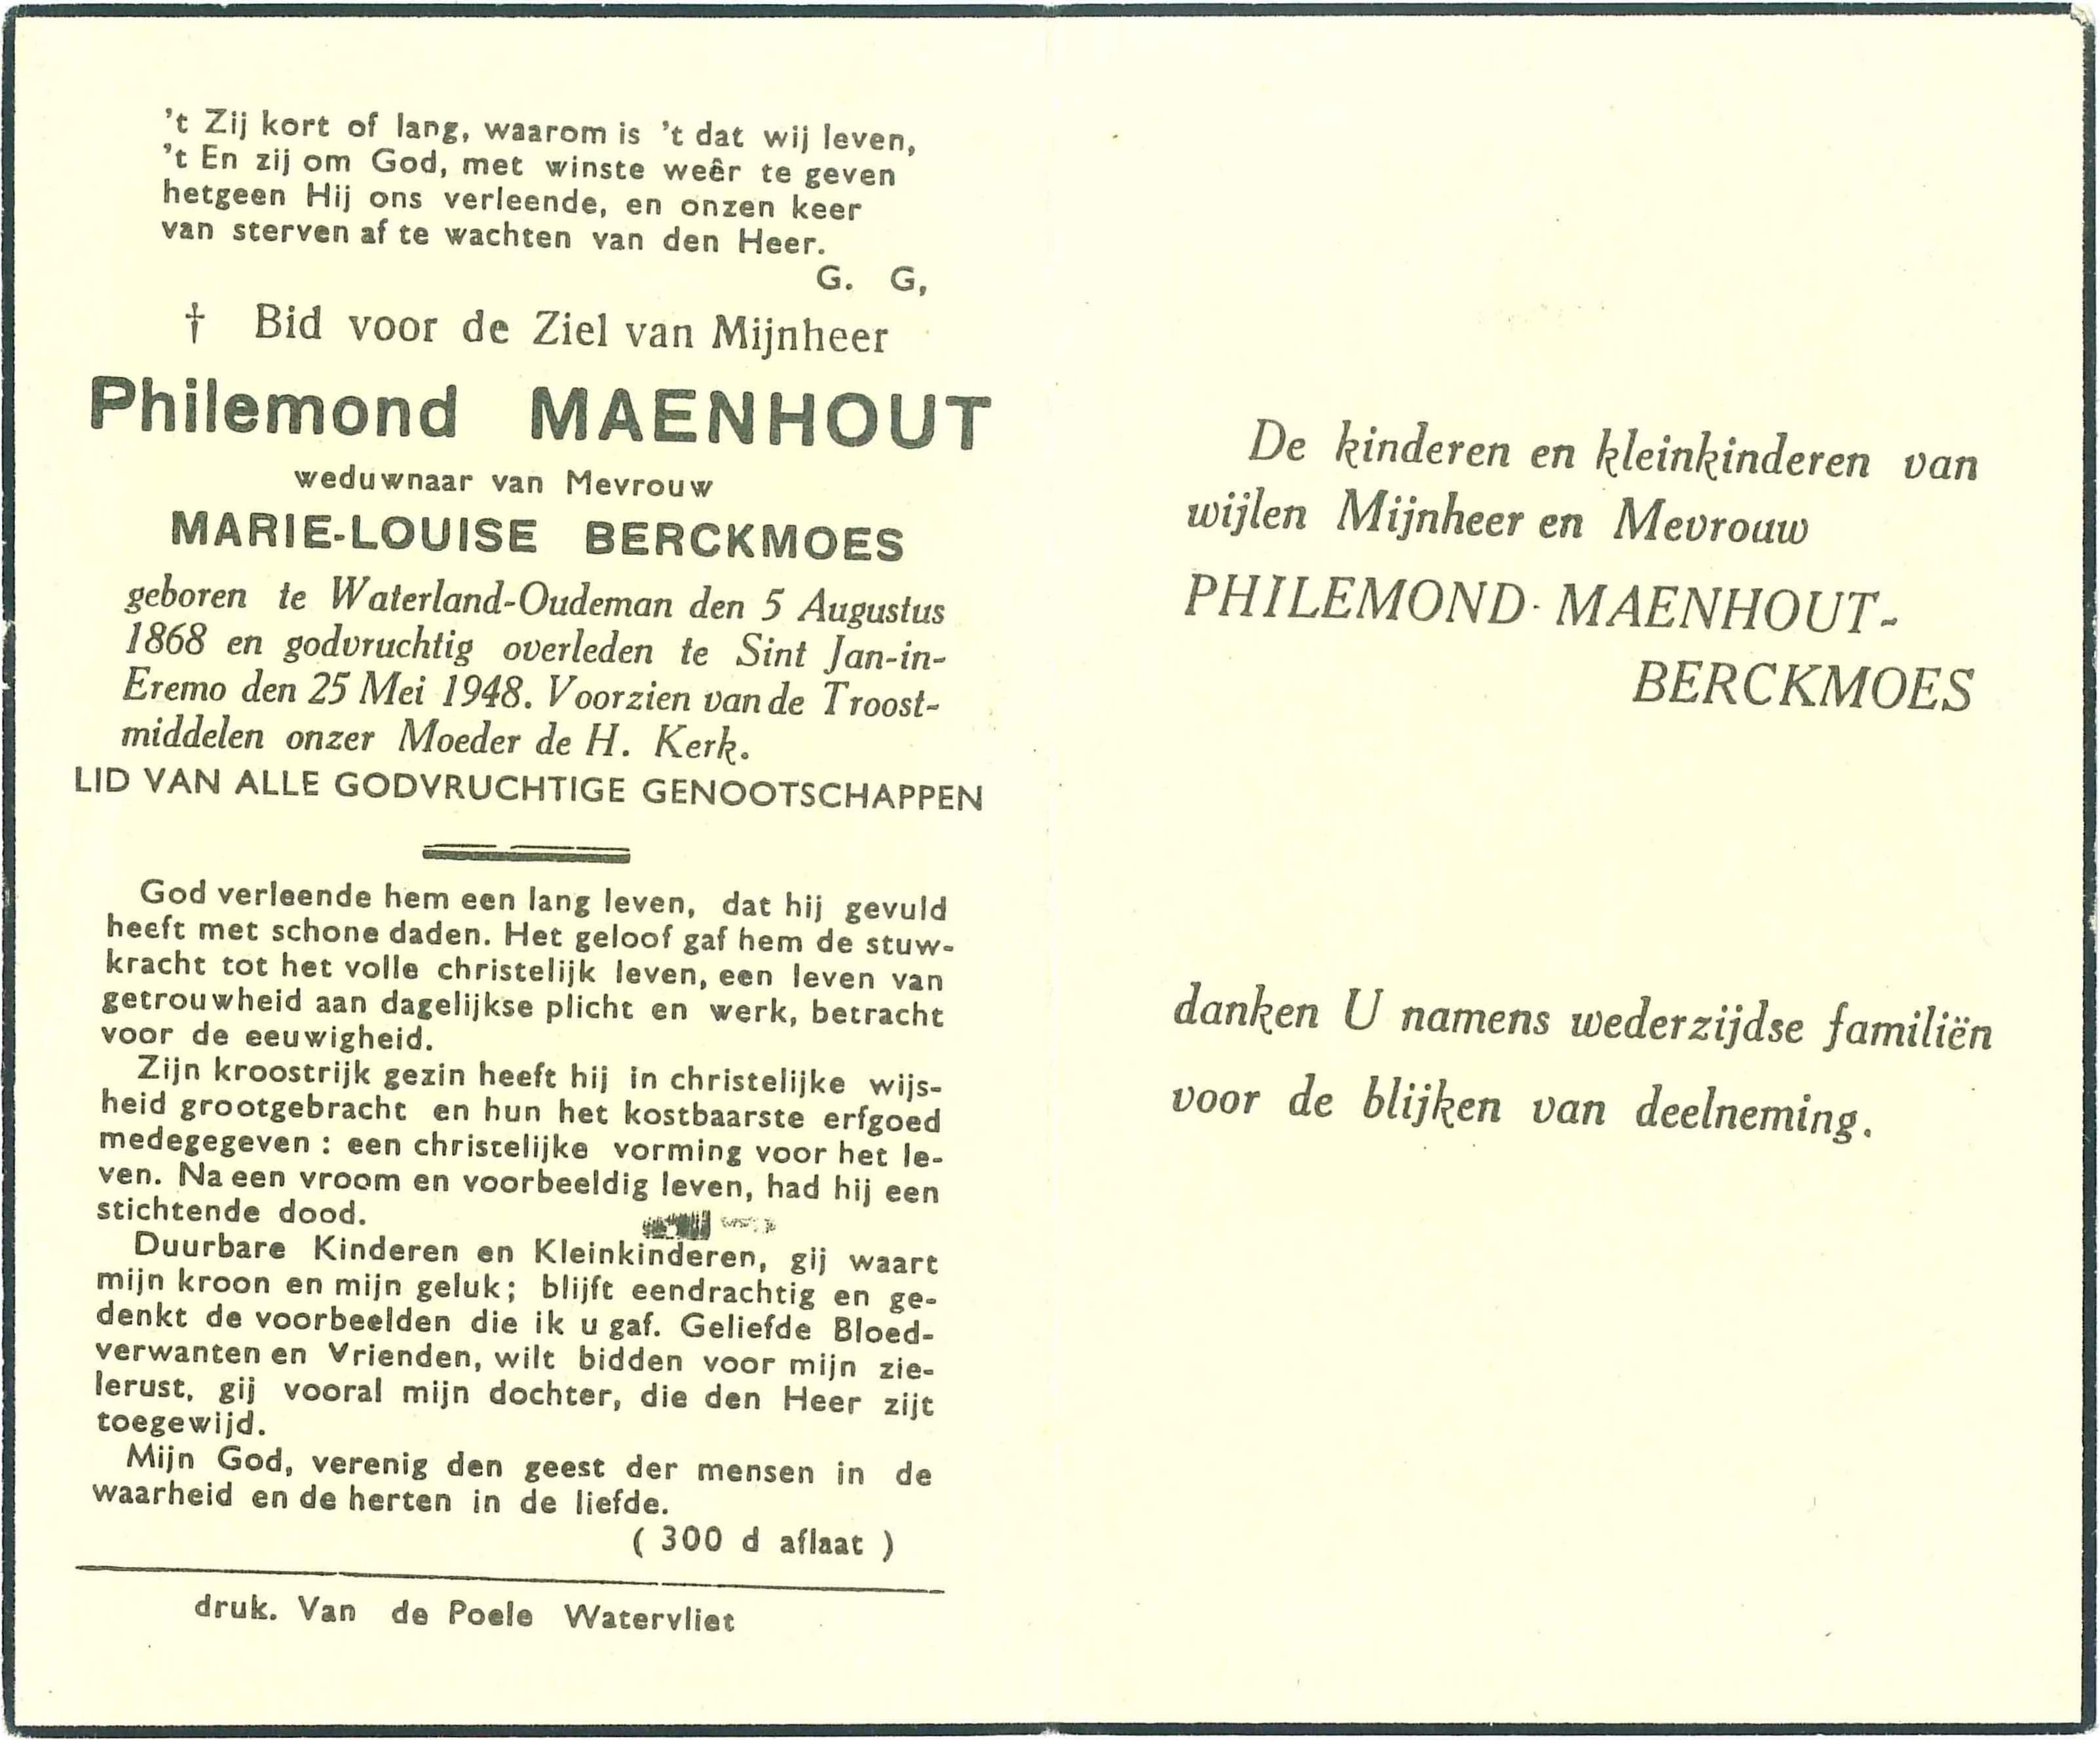 't Zij kort of lang, waarom is 't dat wij leven,
't En zij om God, met winste weêr te geven
hetgeen Hij ons verleende, en onzen keer
van sterven af te wachten van den Heer.
G. G,
† Bid voor de Ziel van Mijnheer
Philemond MAENHOUT
weduwnaar van Mevrouw
MARIE-LOUISE BERCKMOES
geboren te Waterland-Oudeman den 5 Augustus
1868 en godvruchtig overleden te Sint Jan-in-
Eremo den 25 Mei 1948. Voorzien van de Troost-
middelen onzer Moeder de H. Kerk.
LID VAN ALLE GODVRUCHTIGE GENOOTSCHAPPEN
God verleende hem een lang leven, dat hij gevuld
heeft met schone daden. Het geloof gaf hem de stuw-
kracht tot het volle christelijk leven, een leven van
getrouwheid aan dagelijkse plicht en werk, betracht
voor de eeuwigheid.
Zijn kroostrijk gezin heeft hij in christelijke wijs-
heid grootgebracht en hun het kostbaarste erfgoed
medegegeven : een christelijke vorming voor het le-
ven. Na een vroom en voorbeeldig leven, had hij een
stichtende dood.
Duurbare Kinderen en Kleinkinderen, gij waart
mijn kroon en mijn geluk; blijft eendrachtig en ge-
denkt de voorbeelden die ik u gaf. Geliefde Bloed-
verwanten en Vrienden, wilt bidden voor mijn zie-
lerust, gij vooral mijn dochter, die den Heer zijt
toegewijd.
Mijn God, verenig den geest der mensen in de
waarheid en de herten in de liefde.
( 300 d aflaat )
druk. Van de Poele Watervliet
De kinderen en kleinkinderen van
wijlen Mijnheer en Mevrouw
PHILEMOND- MAENHOUT-
BERCKMOES
danken U namens wederzijdse familiën
voor de blijken van deelneming.